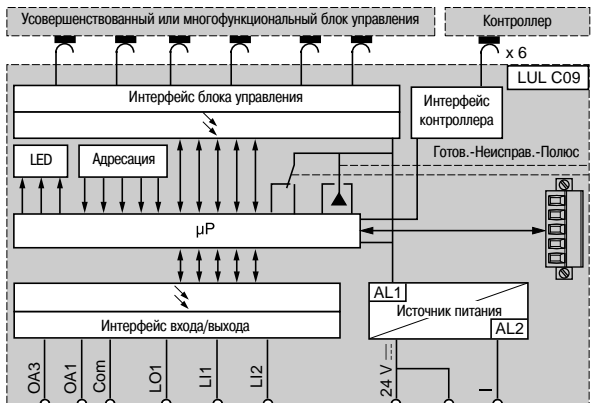 Усовершенствованный или многофункциональный блок управления
Контроллер
x 6
LUL C09
Интерфейс блока управления
Интерфейс
контроллера
LED
Адресация
Готов.-Неисправ.-Полюс
µP
AL1
Источник питания
AL2
Интерфейс входа/выхода
OA3
OA1
Com
LO1
LI1
LI2
24 V